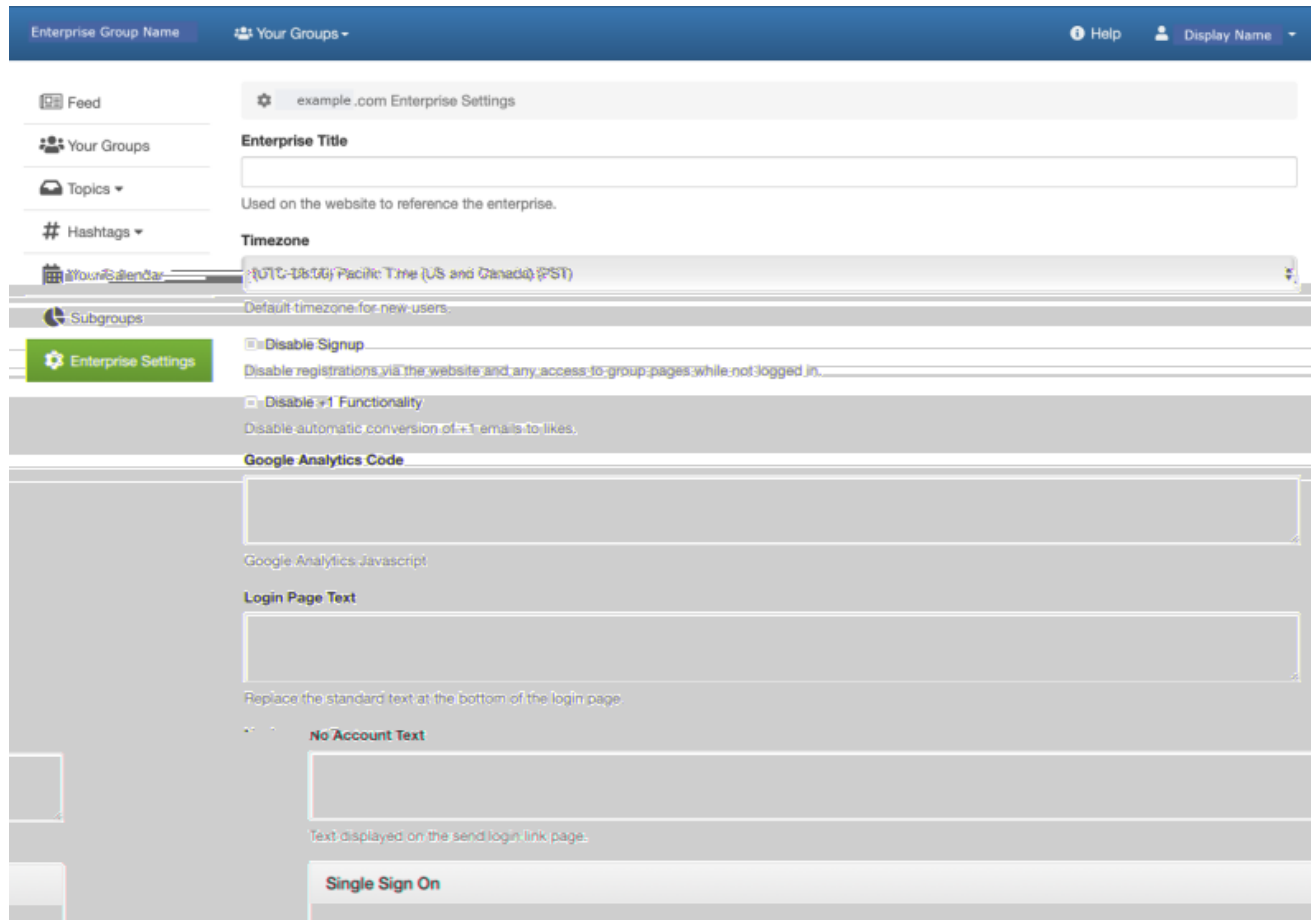 Enterprise Group Name Your Groups Help Display Name
Feed
Your Groups
Topics
# Hashtags
Your Calendar
Subgroups
Enterprise Settings
example .com Enterprise Settings
Enterprise Title
Used on the website to reference the enterprise.
Timezone
(UTC-08:00) Pacific Time (US and Canada) (PST)
Default timezone for new users.
Disable Signup
Disable registrations via the website and any access to group pages while not logged in.
Disable +1 Functionality
Disable automatic conversion of +1 emails to likes.
Google Analytics Code
Google Analytics Javascript
Login Page Text
Replace the standard text at the bottom of the login page
No Account Text
Text displayed on the send login link page.
Single Sign On